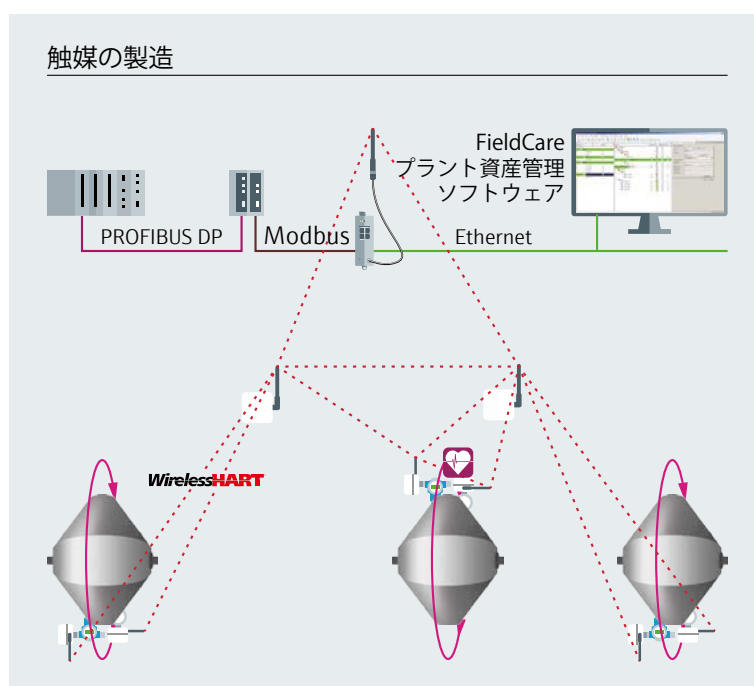 触媒の製造
FieldCare
プラント資産管理
ソフトウェア
PROFIBUS DP
Modbus
Ethernet
WirelessHART